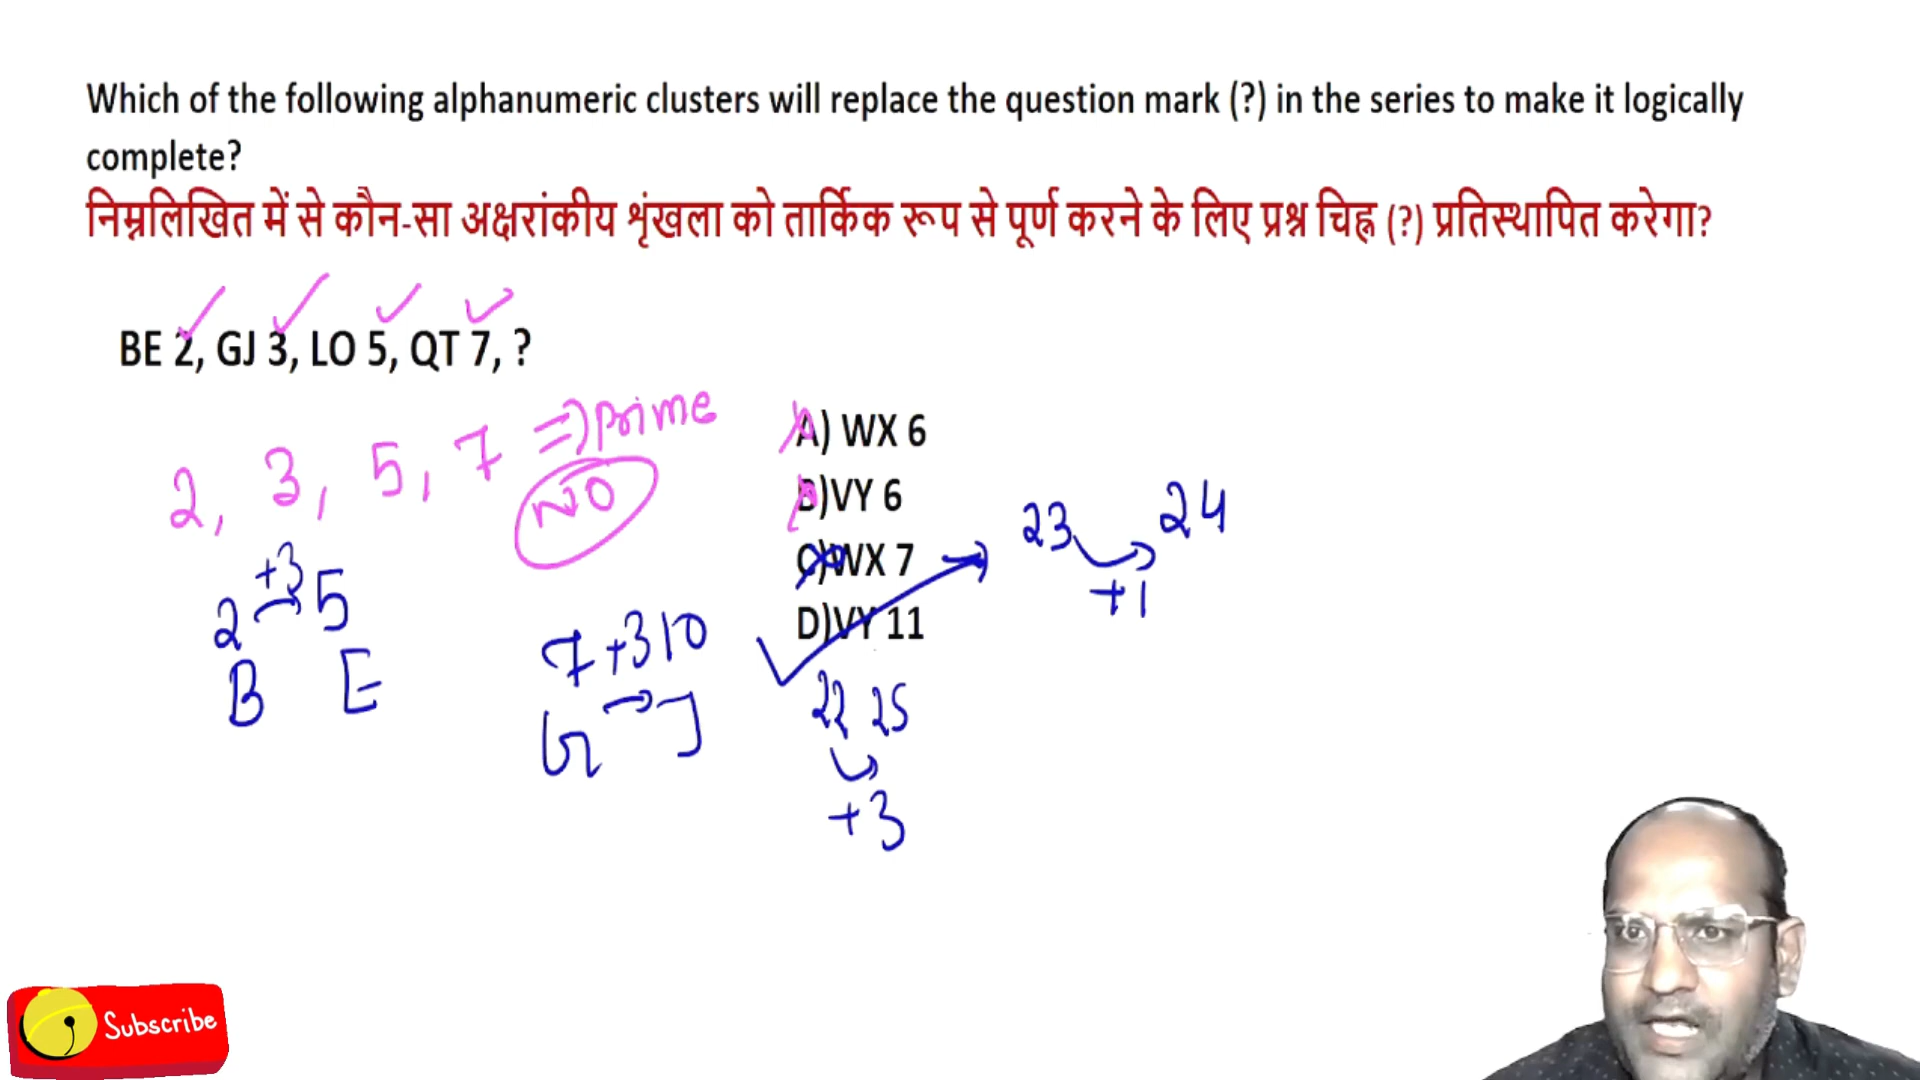 Which of the following alphanumeric clusters will replace the question mark (?) in the series to make it logically
complete?
निम्नलिखित में से कौन-सा अक्षरांकीय शृंखला को तार्किक रूप से पूर्ण करने के लिए प्रश्न चिह्न (?) प्रतिस्थापित करेगा?
BE 2, GJ 3, LO 5, QT 7, ?
2, 3, 5, 7 => prime
NO
A) WX 6
B)VY 6
C)WX 7
D)VY 11
23 24
+1
+3
2 5
B E
7 +3 10
G J
22 25
+3
Subscribe